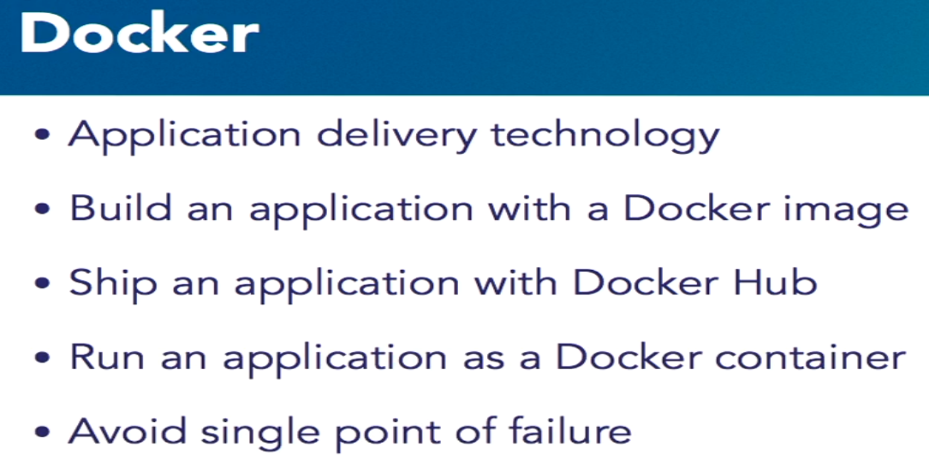 Docker
• Application delivery technology
• Build an application with a Docker image
• Ship an application with Docker Hub
• Run an application as a Docker container
• Avoid single point of failure